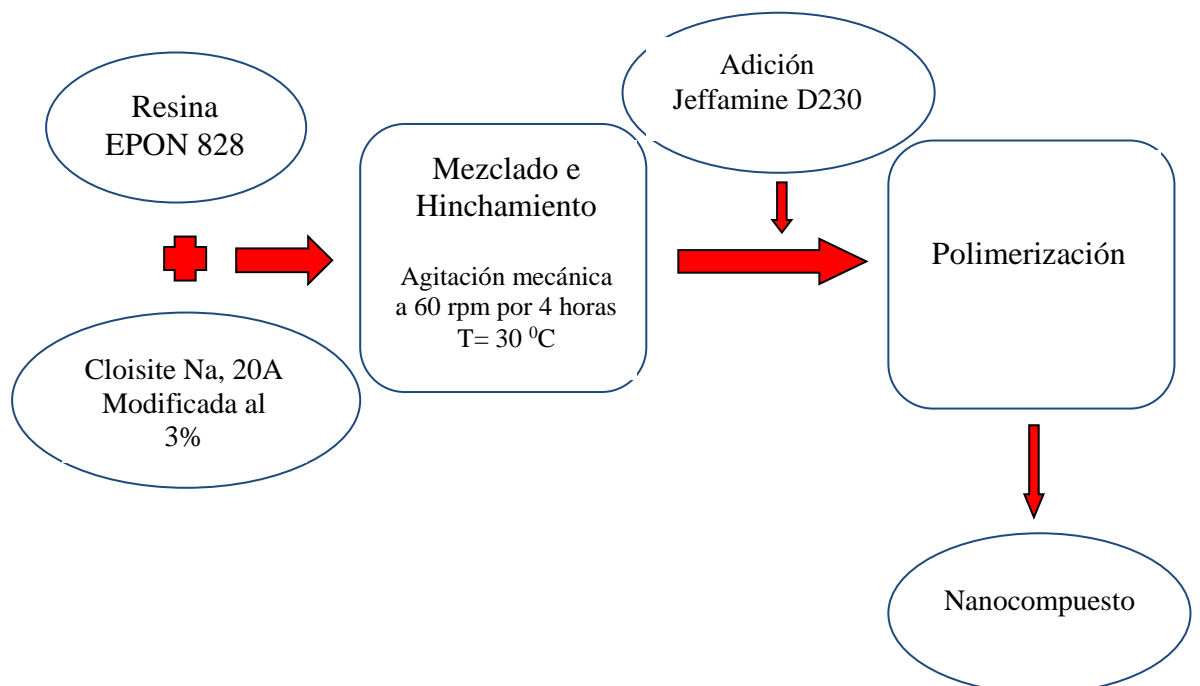 Resina
EPON 828
Cloisite Na, 20A
Modificada al
3%
Mezclado e
Hinchamiento
Agitación mecánica
a 60 rpm por 4 horas
T= 30 ⁰C
Adición
Jeffamine D230
Polimerización
Nanocompuesto